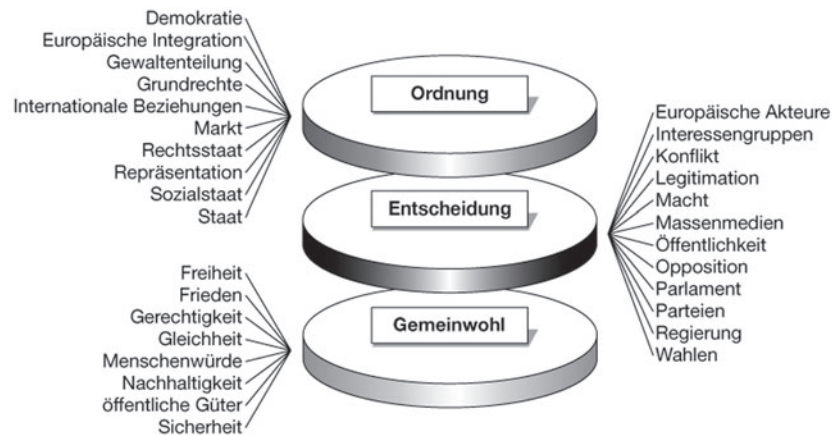 Demokratie
Europäische Integration
Gewaltenteilung
Grundrechte
Internationale Beziehungen
Markt
Rechtsstaat
Repräsentation
Sozialstaat
Staat
Ordnung
Entscheidung
Europäische Akteure
Interessengruppen
Konflikt
Legitimation
Macht
Massenmedien
Öffentlichkeit
Opposition
Parlament
Parteien
Regierung
Wahlen
Freiheit
Frieden
Gerechtigkeit
Gleichheit
Menschenwürde
Nachhaltigkeit
öffentliche Güter
Sicherheit
Gemeinwohl